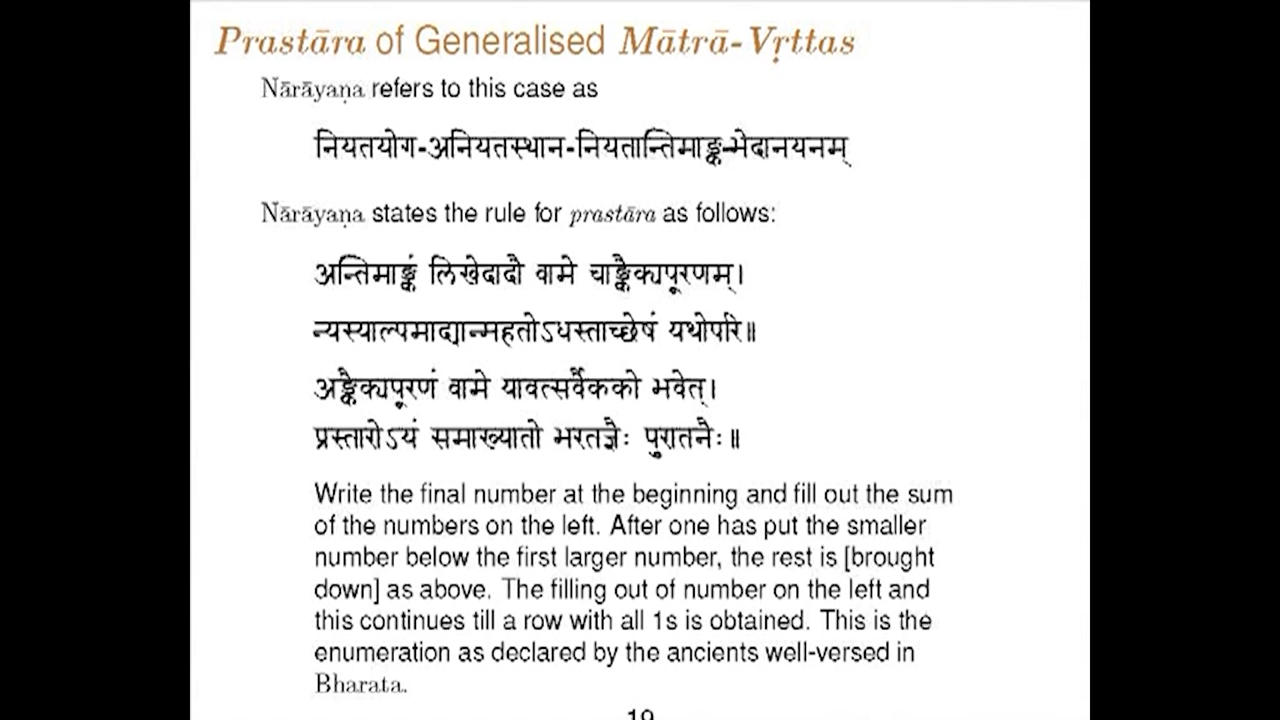 Prastāra of Generalised Mātrā-Vṛttas
Nārāyaṇa refers to this case as
नियतयोग-अनियतस्थान-नियतान्तिमाङ्क-भेदानयनम्
Nārāyaṇa states the rule for prastāra as follows:
अन्तिमाङ्कं लिखेदादौ वामे चाङ्कैक्यपूरणम्।
न्यस्याल्पमाद्यान्महतोऽधस्ताच्छेषं यथोपरि॥
अङ्कैक्यपूरणं वामे यावत्सर्वैकको भवेत्।
प्रस्तारोऽयं समाख्यातो भरतज्ञैः पुरातनैः॥
Write the final number at the beginning and fill out the sum
of the numbers on the left. After one has put the smaller
number below the first larger number, the rest is [brought
down] as above. The filling out of number on the left and
this continues till a row with all 1s is obtained. This is the
enumeration as declared by the ancients well-versed in
Bharata.
19